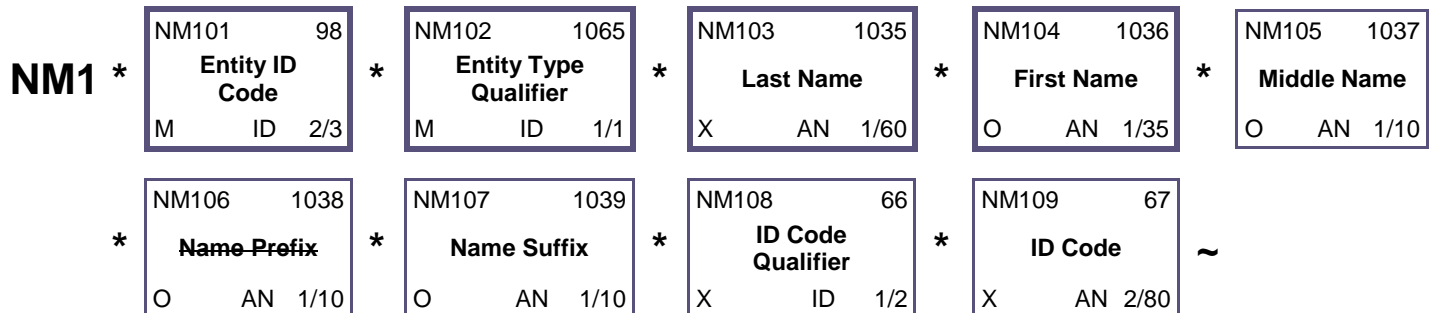 NM101 98 NM102 1065 NM103 1035 NM104 1036 NM105 1037
NM1 * Entity ID Code * Entity Type Qualifier * Last Name * First Name * Middle Name
M ID 2/3 M ID 1/1 X AN 1/60 O AN 1/35 O AN 1/10
NM106 1038 NM107 1039 NM108 66 NM109 67
* Name Prefix * Name Suffix * ID Code Qualifier * ID Code ~
O AN 1/10 O AN 1/10 X ID 1/2 X AN 2/80